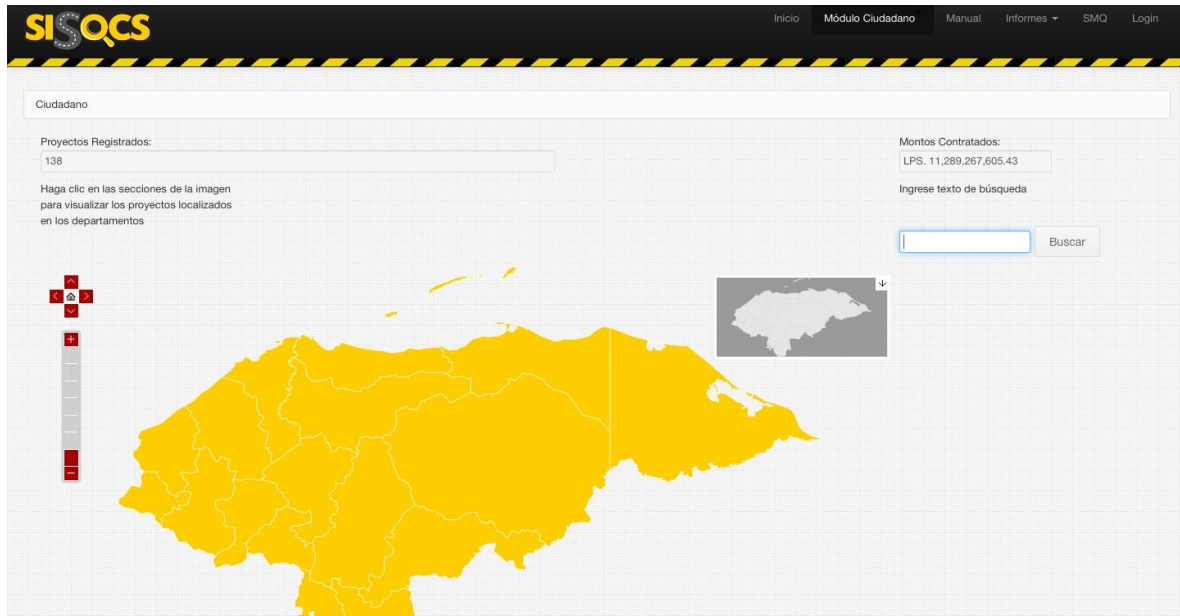 SISOCS
Inicio Módulo Ciudadano Manual Informes SMQ Login
Ciudadano
Proyectos Registrados:
138
Montos Contratados:
LPS. 11,289,267,605.43
Haga clic en las secciones de la imagen
para visualizar los proyectos localizados
en los departamentos
Ingrese texto de búsqueda
Buscar